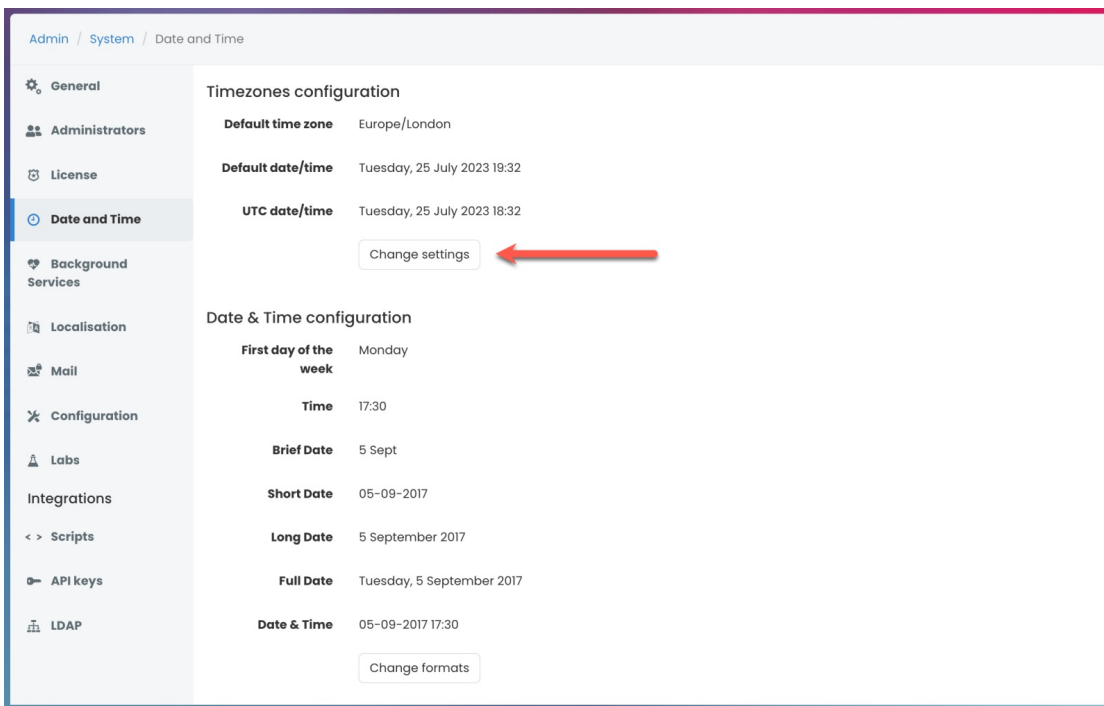 Admin / System / Date and Time
General
Administrators
License
Date and Time
Background
Services
Localisation
Mail
Configuration
Labs
Integrations
Scripts
API keys
LDAP
Timezones configuration
Default time zone Europe/London
Default date/time Tuesday, 25 July 2023 19:32
UTC date/time Tuesday, 25 July 2023 18:32
Change settings
Date & Time configuration
First day of the Monday
week
Time 17:30
Brief Date 5 Sept
Short Date 05-09-2017
Long Date 5 September 2017
Full Date Tuesday, 5 September 2017
Date & Time 05-09-2017 17:30
Change formats